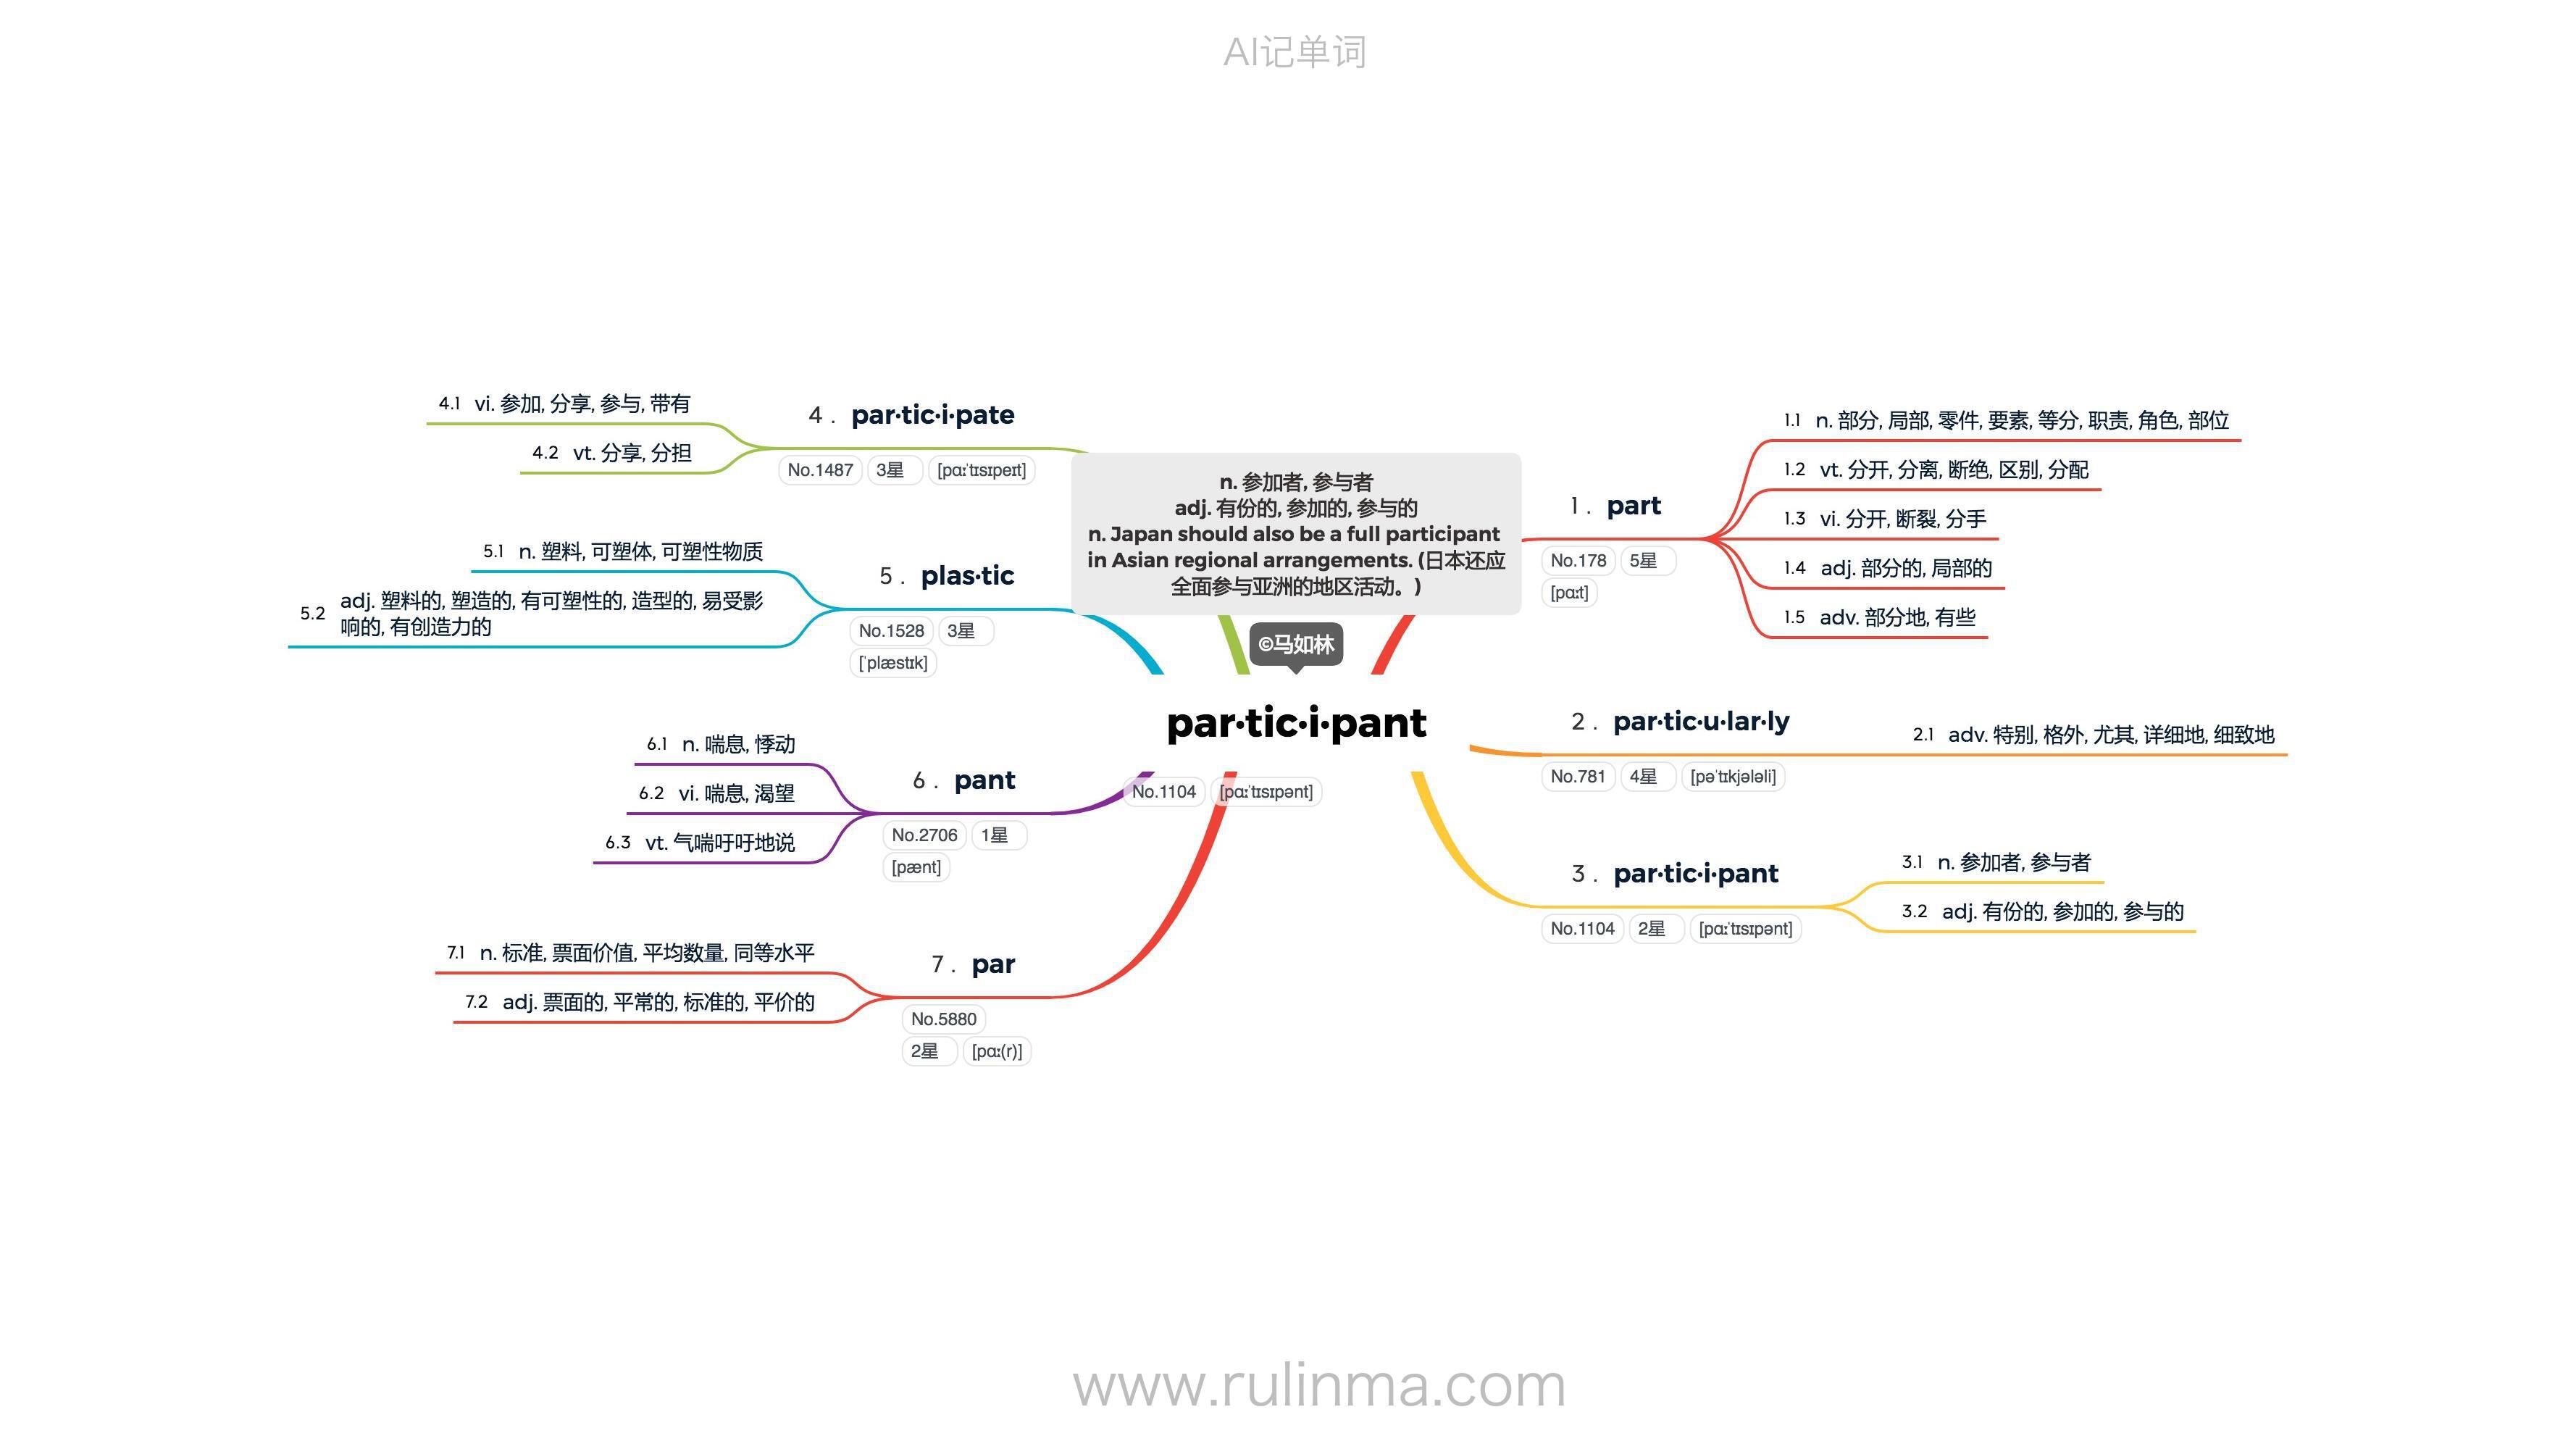 AI记单词
n. 参加者, 参与者
adj. 有份的, 参加的, 参与的
n. Japan should also be a full participant
in Asian regional arrangements. (日本还应
全面参与亚洲的地区活动。)
©马如林
par·tic·i·pant
No.1104 [pɑːˈtɪsɪpənt]
1 . part
No.178 5星
[pɑːt]
1.1 n. 部分, 局部, 零件, 要素, 等分, 职责, 角色, 部位
1.2 vt. 分开, 分离, 断绝, 区别, 分配
1.3 vi. 分开, 断裂, 分手
1.4 adj. 部分的, 局部的
1.5 adv. 部分地, 有些
2 . par·tic·u·lar·ly
No.781 4星 [pəˈtɪkjələli]
2.1 adv. 特别, 格外, 尤其, 详细地, 细致地
3 . par·tic·i·pant
No.1104 2星 [pɑːˈtɪsɪpənt]
3.1 n. 参加者, 参与者
3.2 adj. 有份的, 参加的, 参与的
4 . par·tic·i·pate
No.1487 3星 [pɑːˈtɪsɪpeɪt]
4.1 vi. 参加, 分享, 参与, 带有
4.2 vt. 分享, 分担
5 . plas·tic
No.1528 3星
[ˈplæstɪk]
5.1 n. 塑料, 可塑体, 可塑性物质
5.2 adj. 塑料的, 塑造的, 有可塑性的, 造型的, 易受影
响的, 有创造力的
6 . pant
No.2706 1星
[pænt]
6.1 n. 喘息, 悸动
6.2 vi. 喘息, 渴望
6.3 vt. 气喘吁吁地说
7 . par
No.5880
2星 [pɑː(r)]
7.1 n. 标准, 票面价值, 平均数量, 同等水平
7.2 adj. 票面的, 平常的, 标准的, 平价的
www.rulinma.com